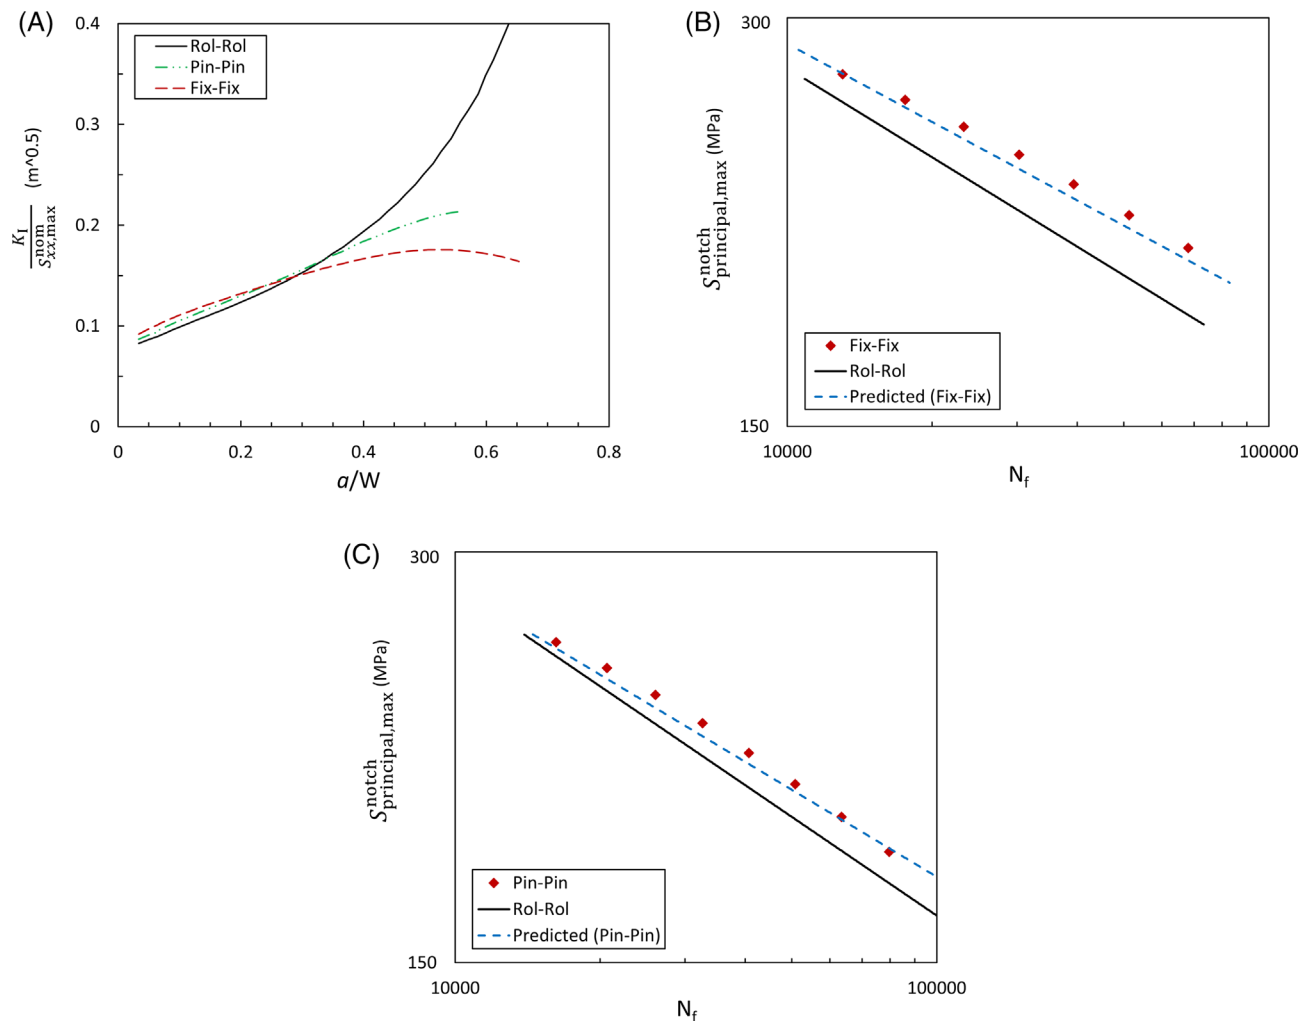 (A)
0.4
0.3
0.2
0.1
0
Rol-Rol
Pin-Pin
Fix-Fix
K_I / S^nom_xx,max (m^0.5)
0 0.2 0.4 0.6 0.8
a/W
(B)
300
150
S^notch_principal,max (MPa)
Fix-Fix
Rol-Rol
Predicted (Fix-Fix)
10000 100000
N_f
(C)
300
150
S^notch_principal,max (MPa)
Pin-Pin
Rol-Rol
Predicted (Pin-Pin)
10000 100000
N_f